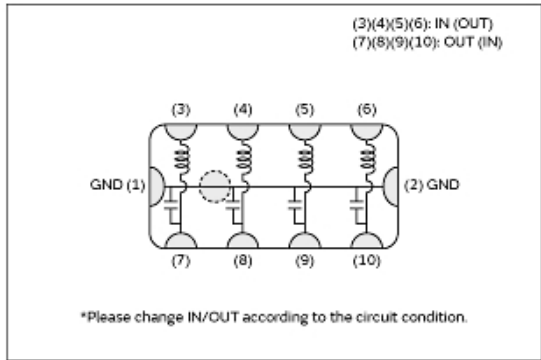 (3)(4)(5)(6): IN (OUT)
(7)(8)(9)(10): OUT (IN)
(3) (4) (5) (6)
GND (1) (2) GND
(7) (8) (9) (10)
*Please change IN/OUT according to the circuit condition.